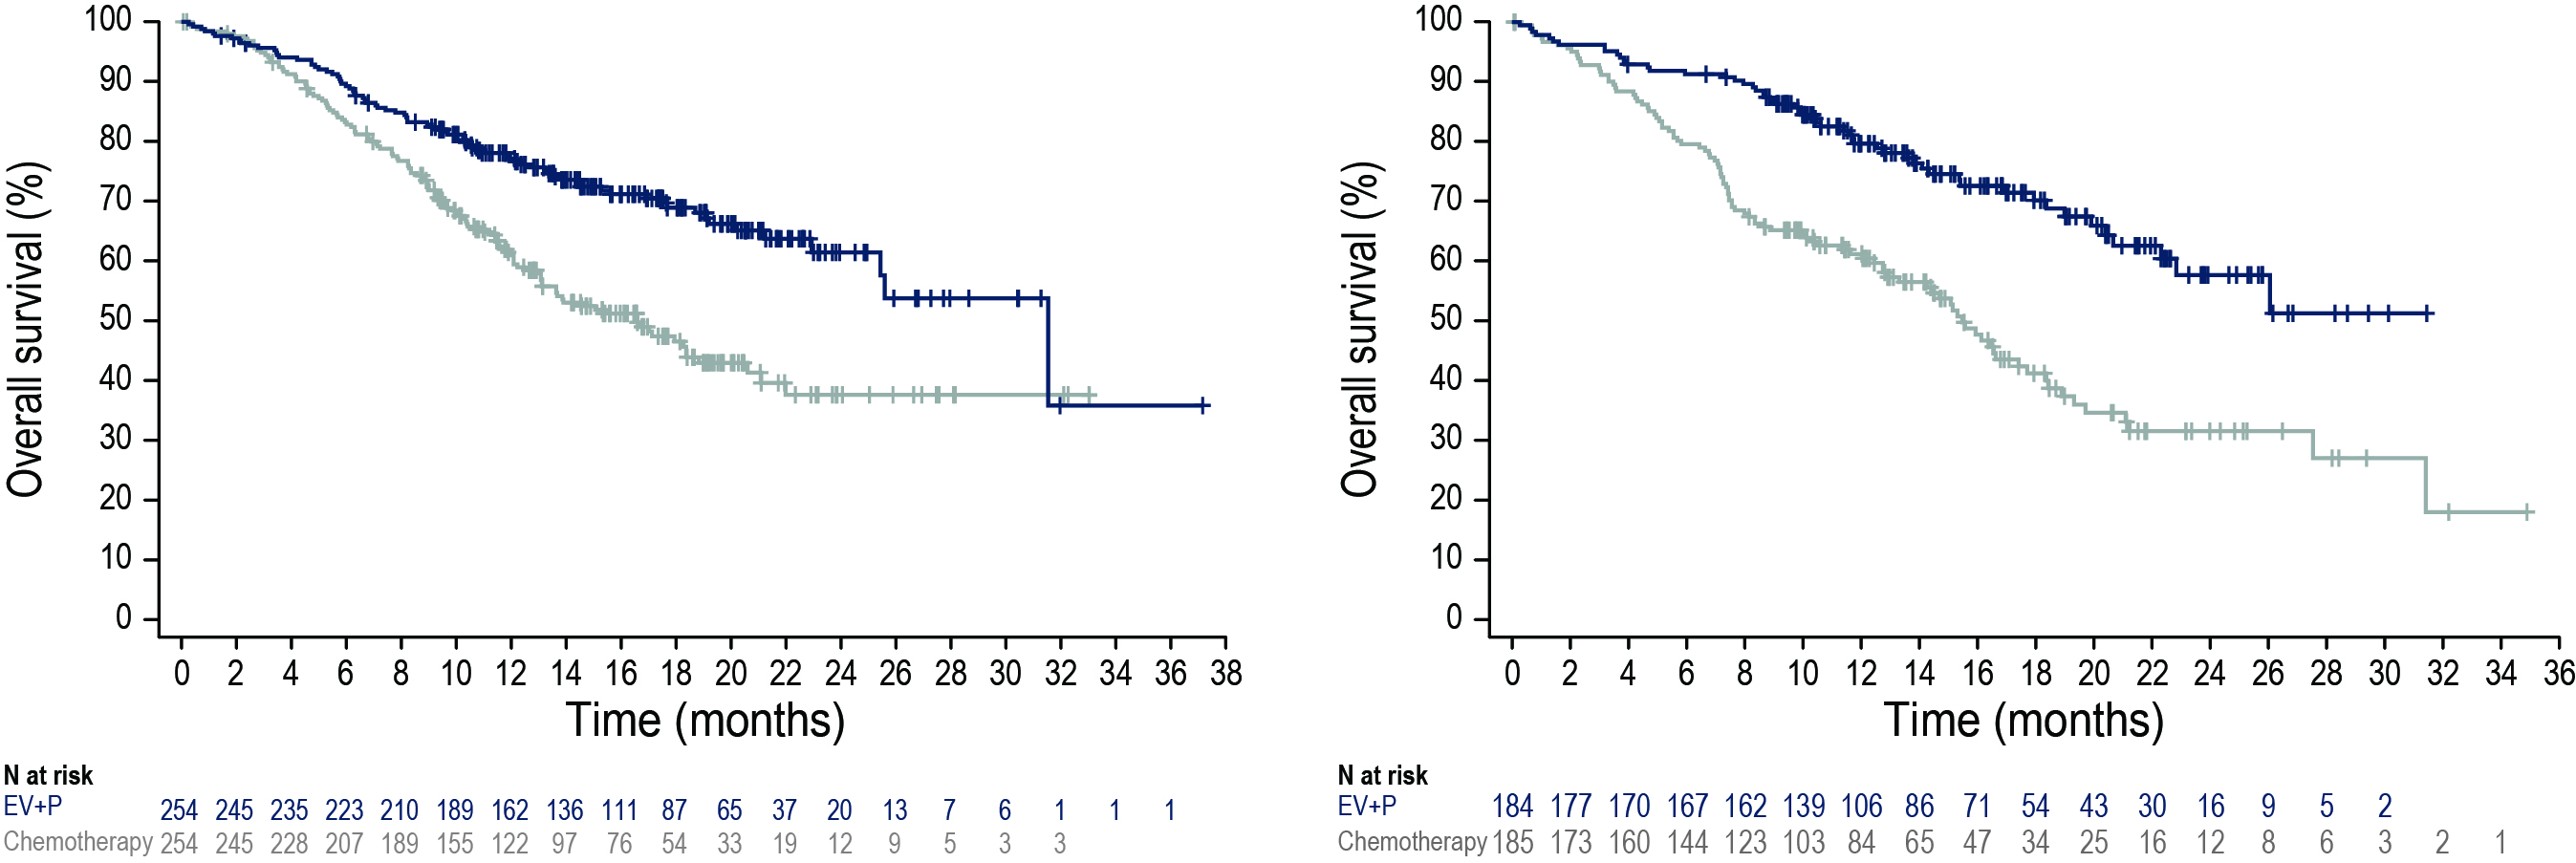 100
90
80
70
60
50
40
30
20
10
0
Overall survival (%)
0 2 4 6 8 10 12 14 16 18 20 22 24 26 28 30 32 34 36 38
Time (months)
N at risk
EV+P 254 245 235 223 210 189 162 136 111 87 65 37 20 13 7 6 1 1 1
Chemotherapy 254 245 228 207 189 155 122 97 76 54 33 19 12 9 5 3 3
100
90
80
70
60
50
40
30
20
10
0
Overall survival (%)
0 2 4 6 8 10 12 14 16 18 20 22 24 26 28 30 32 34 36
Time (months)
N at risk
EV+P 184 177 170 167 162 139 106 86 71 54 43 30 16 9 5 2
Chemotherapy 185 173 160 144 123 103 84 65 47 34 25 16 12 8 6 3 2 1